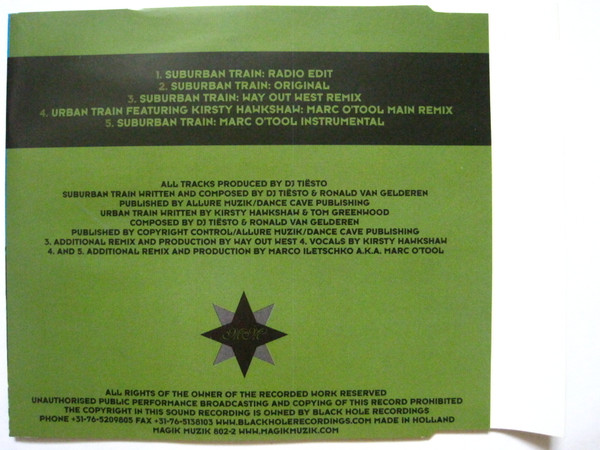 1. SUBURBAN TRAIN: RADIO EDIT
2. SUBURBAN TRAIN: ORIGINAL
3. SUBURBAN TRAIN: WAY OUT WEST REMIX
4. URBAN TRAIN FEATURING KIRSTY HAWKSHAW: MARC O'TOOL MAIN REMIX
5. SUBURBAN TRAIN: MARC O'TOOL INSTRUMENTAL
ALL TRACKS PRODUCED BY DJ TIËSTO
SUBURBAN TRAIN WRITTEN AND COMPOSED BY DJ TIËSTO & RONALD VAN GELDEREN
PUBLISHED BY ALLURE MUZIK/DANCE CAVE PUBLISHING
URBAN TRAIN WRITTEN BY KIRSTY HAWKSHAW & TOM GREENWOOD
COMPOSED BY DJ TIËSTO & RONALD VAN GELDEREN
PUBLISHED BY COPYRIGHT CONTROL/ALLURE MUZIK/DANCE CAVE PUBLISHING
3. ADDITIONAL REMIX AND PRODUCTION BY WAY OUT WEST 4. VOCALS BY KIRSTY HAWKSHAW
4. AND 5. ADDITIONAL REMIX AND PRODUCTION BY MARCO ILETSCHKO A.K.A. MARC O'TOOL
ALL RIGHTS OF THE OWNER OF THE RECORDED WORK RESERVED
UNAUTHORISED PUBLIC PERFORMANCE BROADCASTING AND COPYING OF THIS RECORD PROHIBITED
THE COPYRIGHT IN THIS SOUND RECORDING IS OWNED BY BLACK HOLE RECORDINGS
PHONE +31-76-5209805 FAX +31-76-5138103 WWW.BLACKHOLERECORDINGS.COM MADE IN HOLLAND
MAGIK MUZIK 802-2 WWW.MAGIKMUZIK.COM